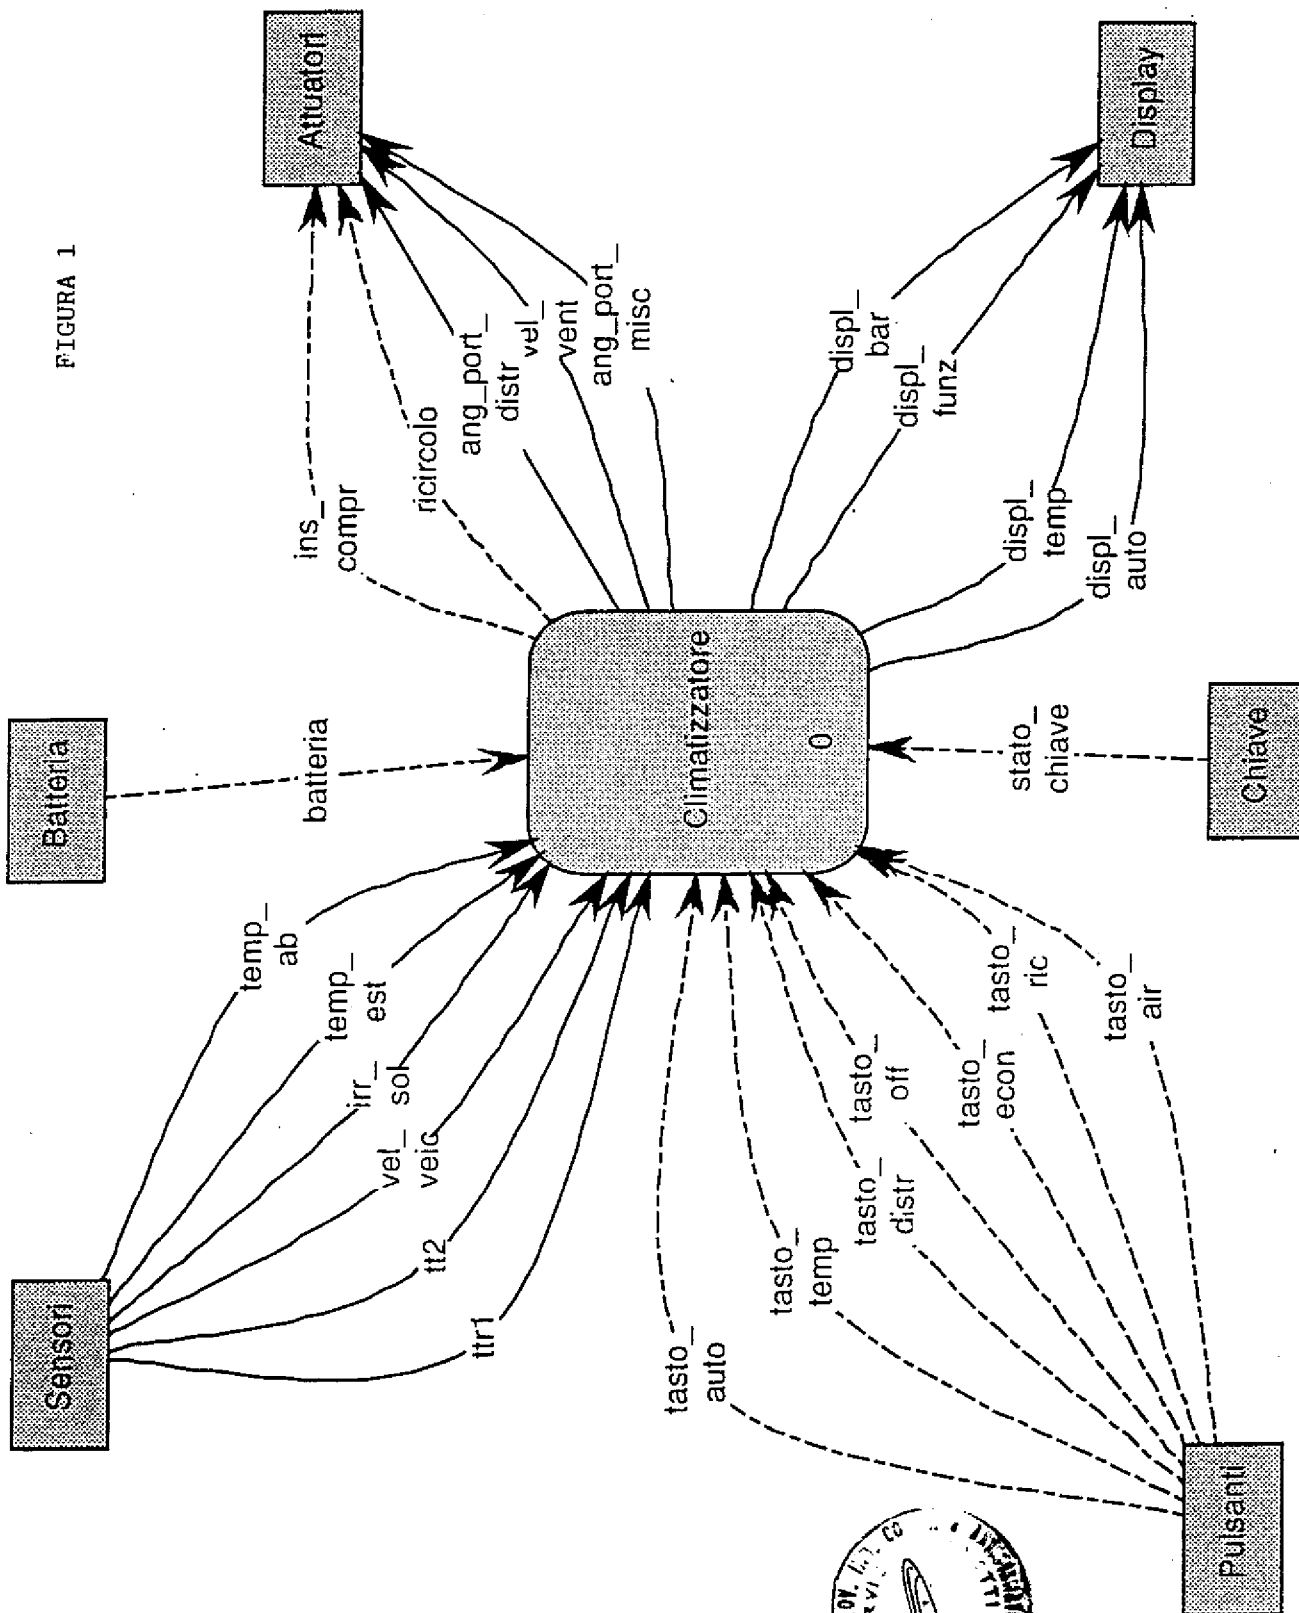 FIGURA 1
Sensori
Batteria
Attuatori
temp_
ab
temp_
est
irr_
sol
vel_
veic
tt2
ttr1
batteria
ins_
compr
ricircolo
ang_port_
distr
vel_
vent
ang_port_
misc
Climatizzatore
0
tasto_
auto
tasto_
temp
tasto_
distr
tasto_
off
tasto_
econ
tasto_
ric
tasto_
air
stato_
chiave
displ_
bar
displ_
funz
displ_
temp
displ_
auto
Pulsanti
Chiave
Display